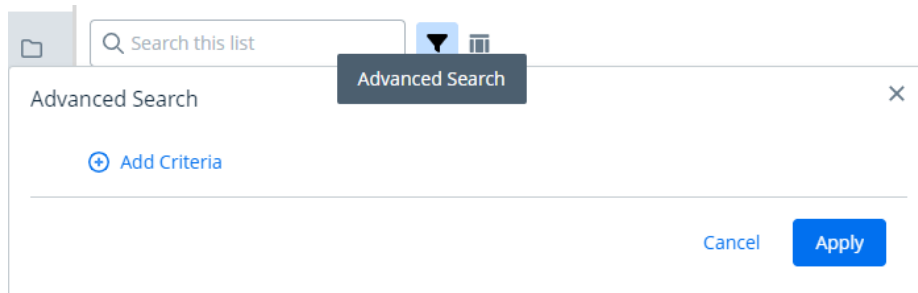 Search this list
Advanced Search
Advanced Search
Add Criteria
Cancel
Apply